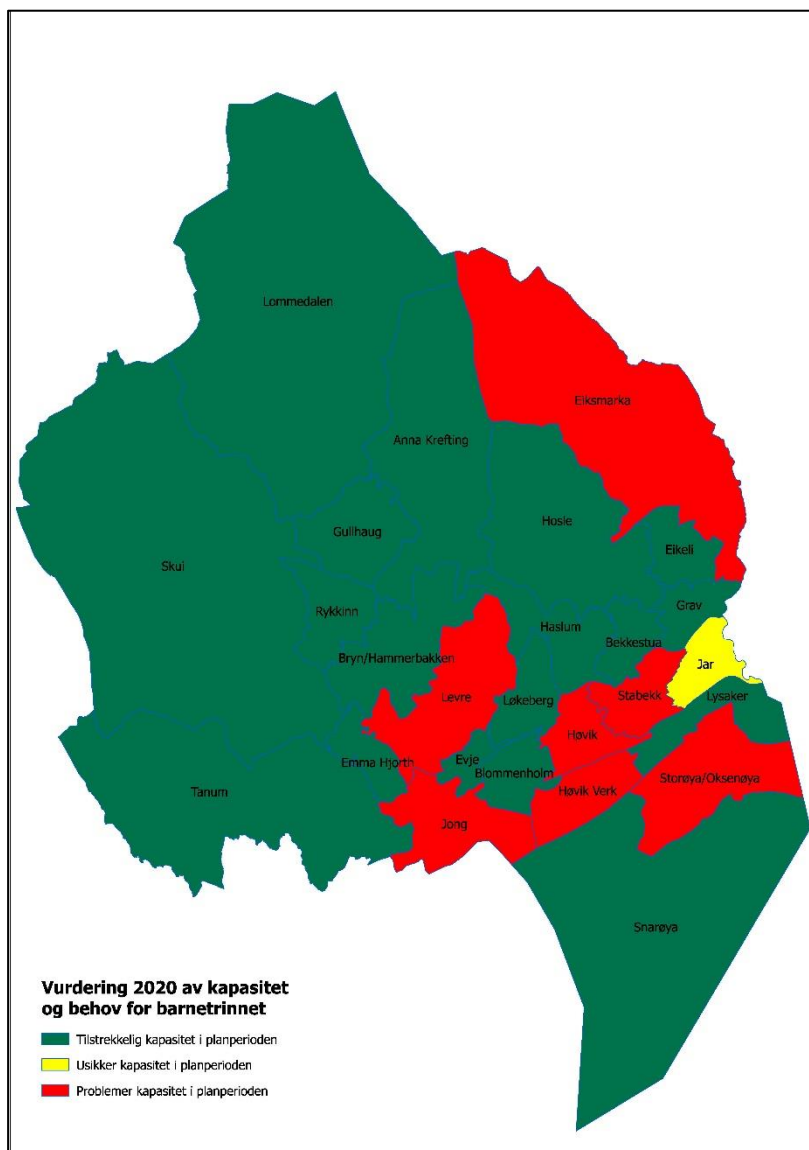 Lommedalen
Eiksmarka
Anna Krefting
Hosle
Gullhaug
Eikeli
Skui
Rykkinn
Grav
Haslum
Bekkestua
Bryn/Hammerbakken
Jar
Levre
Løkeberg
Stabekk
Lysaker
Høvik
Emma Hjorth
Evje
Blommenholm
Storøya/Oksenøya
Tanum
Høvik Verk
Jong
Snarøya
Vurdering 2020 av kapasitet
og behov for barnetrinnet
Tilstrekkelig kapasitet i planperioden
Usikker kapasitet i planperioden
Problemer kapasitet i planperioden